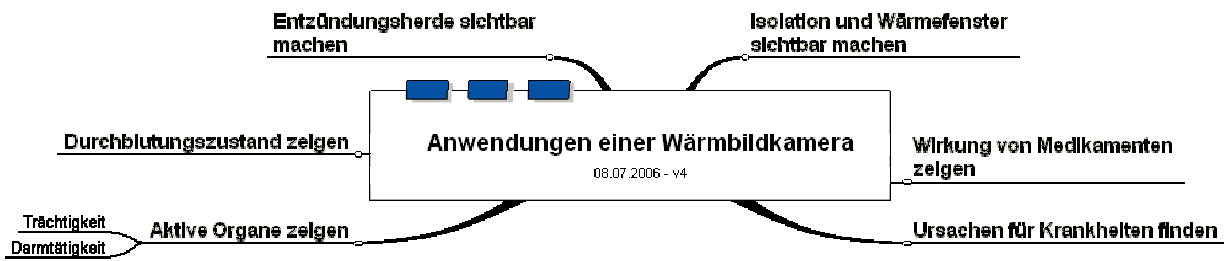 Entzündungsherde sichtbar
machen
Isolation und Wärmefenster
sichtbar machen
Durchblutungszustand zeigen
Anwendungen einer Wärmbildkamera
08.07.2006 - v4
Wirkung von Medikamenten
zeigen
Trächtigkeit
Darmtätigkeit
Aktive Organe zeigen
Ursachen für Krankheiten finden